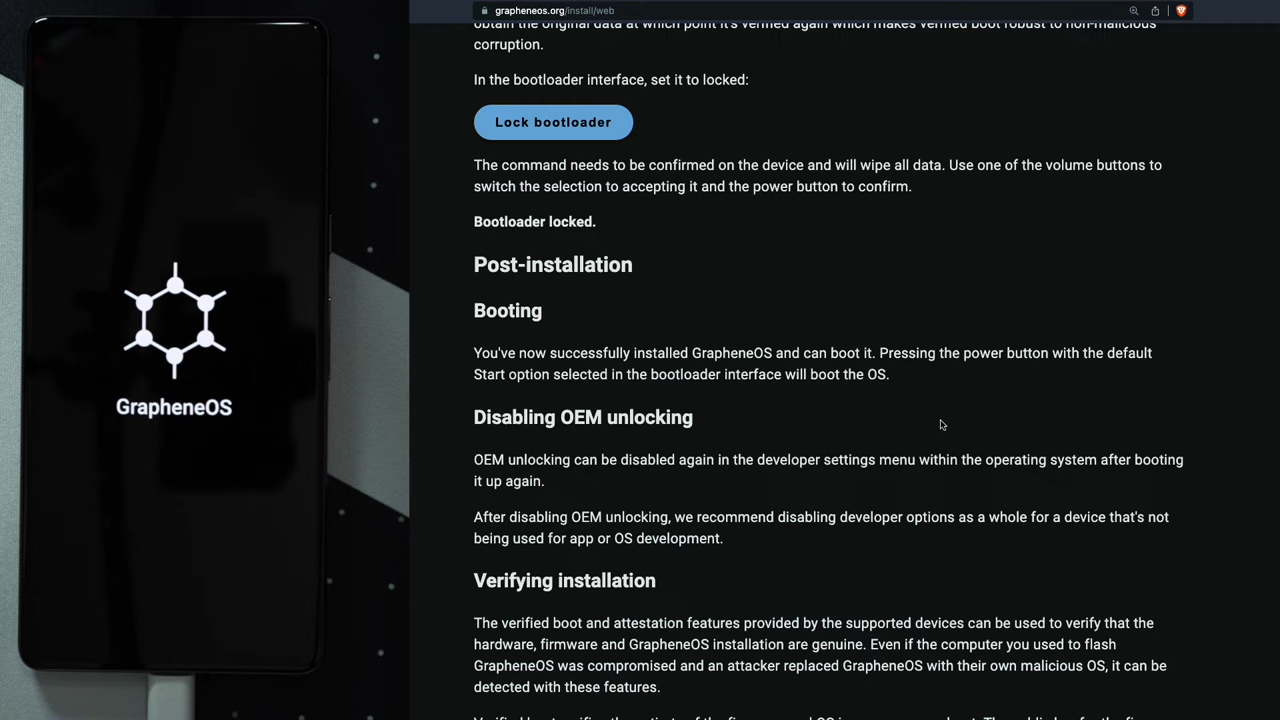 grapheneos.org/install/web
obtain the original data at which point it's verified again which makes verified boot robust to non-malicious
corruption.
In the bootloader interface, set it to locked:
Lock bootloader
The command needs to be confirmed on the device and will wipe all data. Use one of the volume buttons to
switch the selection to accepting it and the power button to confirm.
Bootloader locked.
Post-installation
Booting
You've now successfully installed GrapheneOS and can boot it. Pressing the power button with the default
Start option selected in the bootloader interface will boot the OS.
Disabling OEM unlocking
OEM unlocking can be disabled again in the developer settings menu within the operating system after booting
it up again.
After disabling OEM unlocking, we recommend disabling developer options as a whole for a device that's not
being used for app or OS development.
Verifying installation
The verified boot and attestation features provided by the supported devices can be used to verify that the
hardware, firmware and GrapheneOS installation are genuine. Even if the computer you used to flash
GrapheneOS was compromised and an attacker replaced GrapheneOS with their own malicious OS, it can be
detected with these features.
GrapheneOS